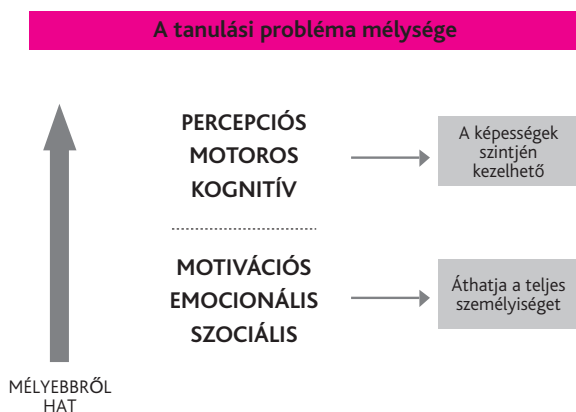 A tanulási probléma mélysége
PERCEPCIÓS
MOTOROS
KOGNITÍV
A képességek
szintjén
kezelhető
MOTIVÁCIÓS
EMOCIONÁLIS
SZOCIÁLIS
Áthatja a teljes
személyiséget
MÉLYEBBRŐL
HAT